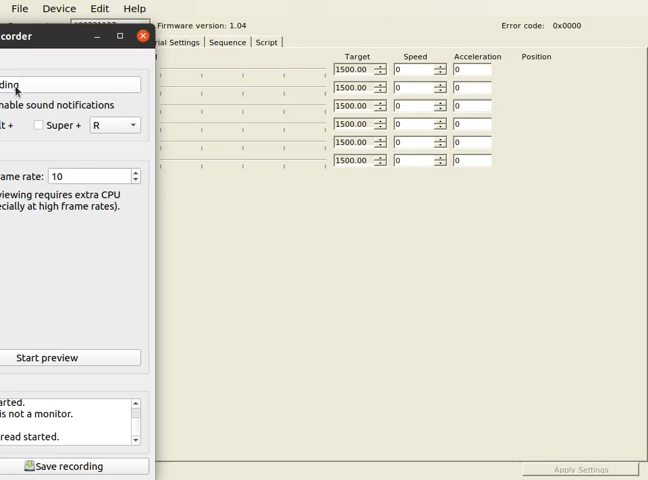 File Device Edit Help
Firmware version: 1.04 Error code: 0x0000
corder
rial Settings Sequence Script
Target Speed Acceleration Position
1500.00 0 0
ding
1500.00 0 0
nable sound notifications
1500.00 0 0
lt + Super + R
1500.00 0 0
1500.00 0 0
1500.00 0 0
ame rate: 10
viewing requires extra CPU
ecially at high frame rates).
Start preview
arted.
is not a monitor.
read started.
Save recording
Apply Settings